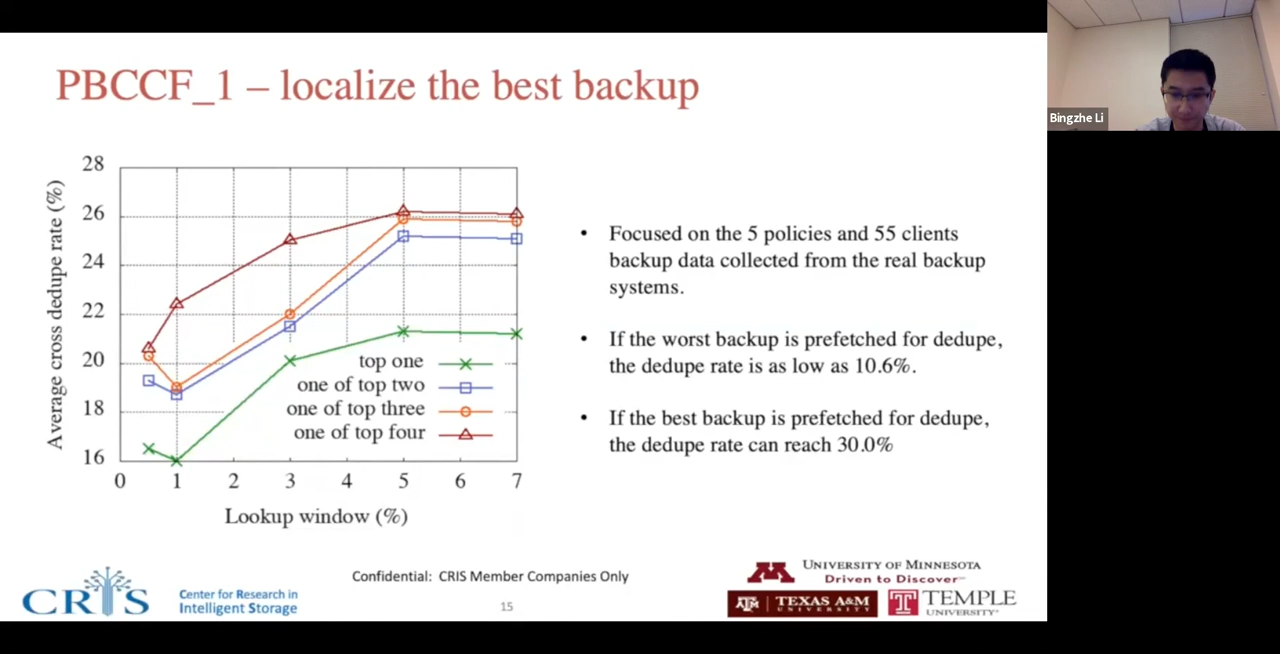 PBCCF_1 – localize the best backup
Bingzhe Li
Average cross dedupe rate (%)
28
26
24
22
20
18
16
0 1 2 3 4 5 6 7
Lookup window (%)
top one
one of top two
one of top three
one of top four
• Focused on the 5 policies and 55 clients
backup data collected from the real backup
systems.
• If the worst backup is prefetched for dedupe,
the dedupe rate is as low as 10.6%.
• If the best backup is prefetched for dedupe,
the dedupe rate can reach 30.0%
CRIS
Center for Research in
Intelligent Storage
Confidential: CRIS Member Companies Only
15
M
UNIVERSITY OF MINNESOTA
Driven to Discover
ATM
TEXAS A&M
UNIVERSITY
T
TEMPLE
UNIVERSITY